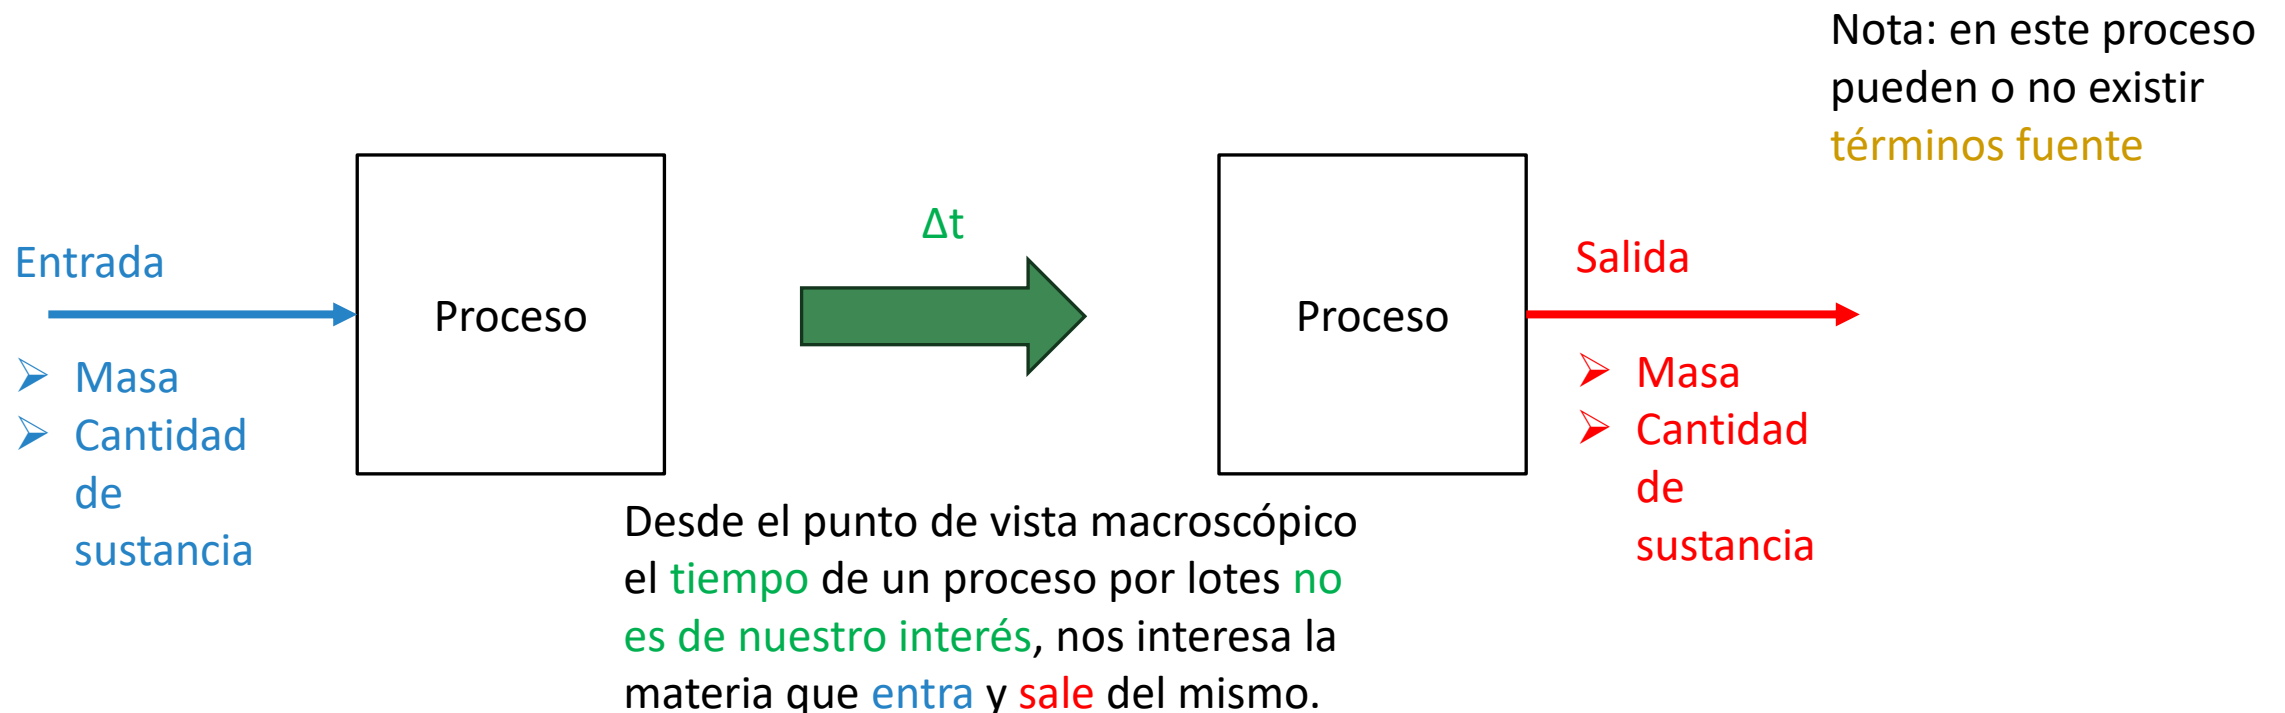 Nota: en este proceso
pueden o no existir
términos fuente
Entrada
➢ Masa
➢ Cantidad
de
sustancia
Proceso
Δt
Proceso
Salida
➢ Masa
➢ Cantidad
de
sustancia
Desde el punto de vista macroscópico
el tiempo de un proceso por lotes no
es de nuestro interés, nos interesa la
materia que entra y sale del mismo.